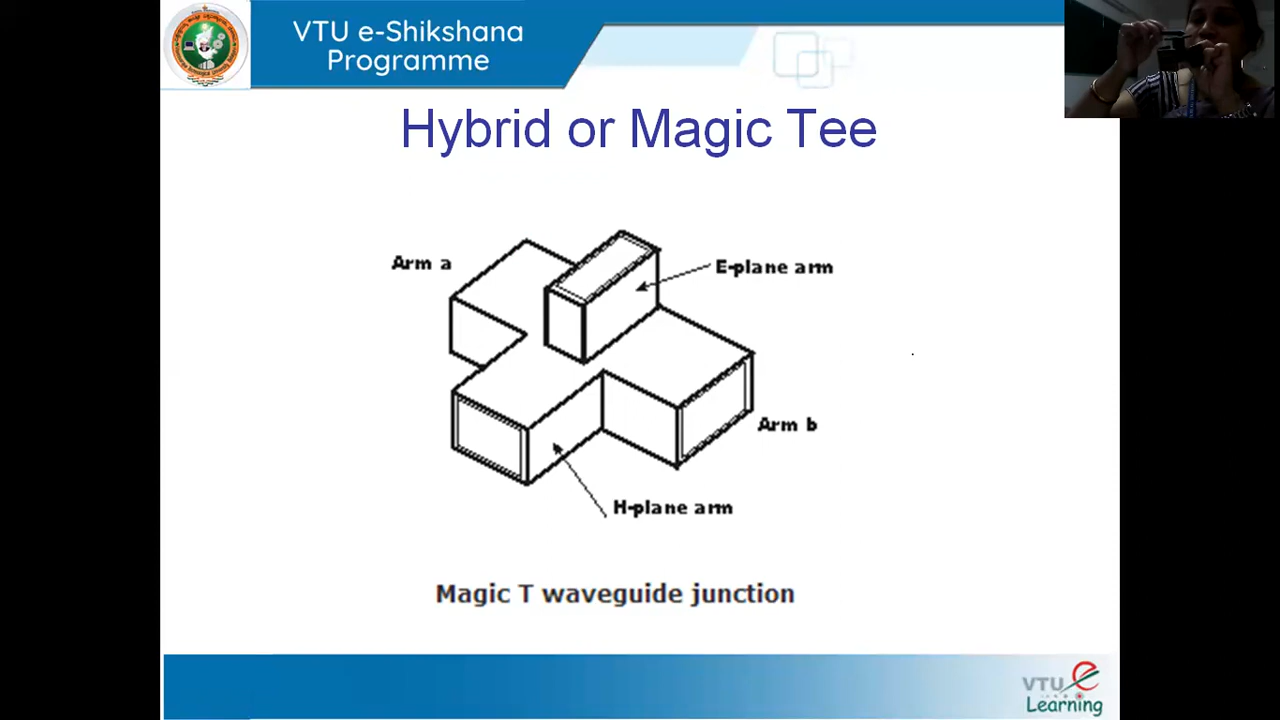 VTU e-Shikshana
Programme
Hybrid or Magic Tee
Arm a
E-plane arm
Arm b
H-plane arm
Magic T waveguide junction
VTU e
Learning